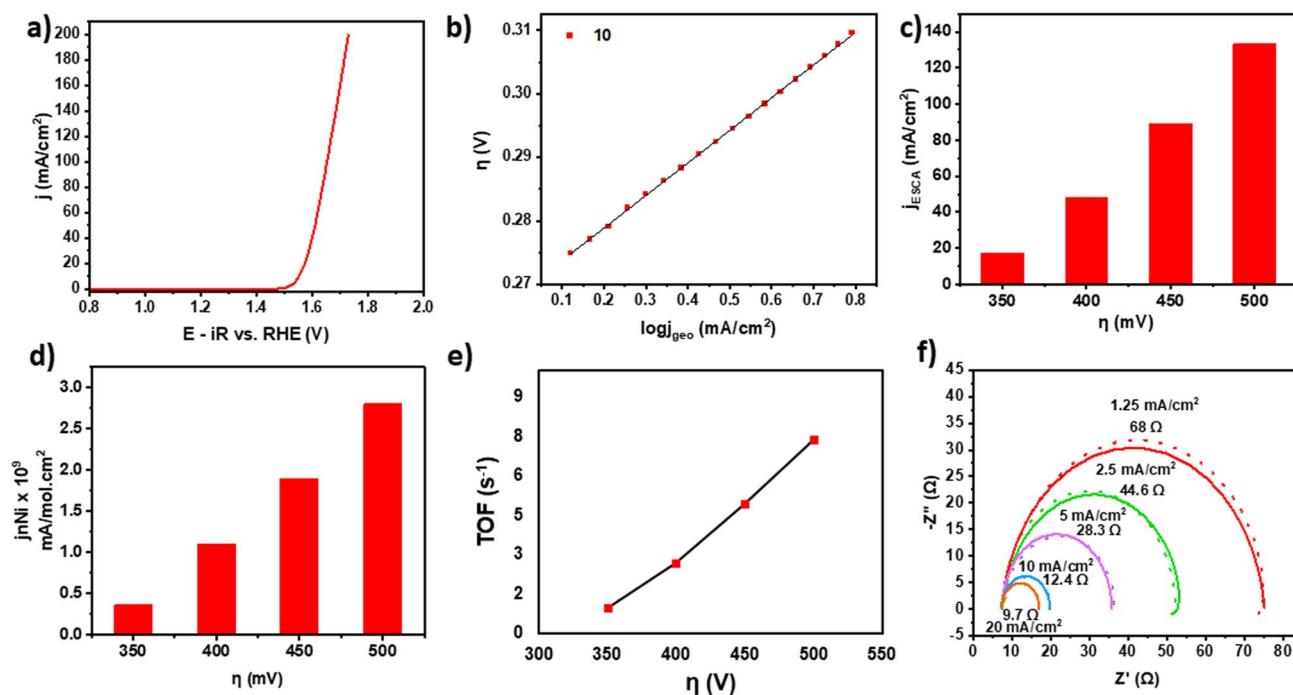 a)
200
180
160
140
120
100
80
60
40
20
0
j (mA/cm²)
0.8 1.0 1.2 1.4 1.6 1.8 2.0
E - iR vs. RHE (V)
b)
10
0.31
0.30
0.29
0.28
0.27
η (V)
0.1 0.2 0.3 0.4 0.5 0.6 0.7 0.8 0.9
logj_geo (mA/cm²)
c)
140
120
100
80
60
40
20
0
j_ESCA (mA/cm²)
350 400 450 500
η (mV)
d)
3.0
2.5
2.0
1.5
1.0
0.5
0.0
jnNi x 10⁹
mA/mol.cm²
350 400 450 500
η (mV)
e)
9
8
6
5
3
2
0
TOF (s⁻¹)
300 350 400 450 500 550
η (V)
f)
45
40
35
30
25
20
15
10
5
0
-5
-Z'' (Ω)
1.25 mA/cm²
68 Ω
2.5 mA/cm²
44.6 Ω
5 mA/cm²
28.3 Ω
10 mA/cm²
12.4 Ω
9.7 Ω
20 mA/cm²
0 10 20 30 40 50 60 70 80
Z' (Ω)